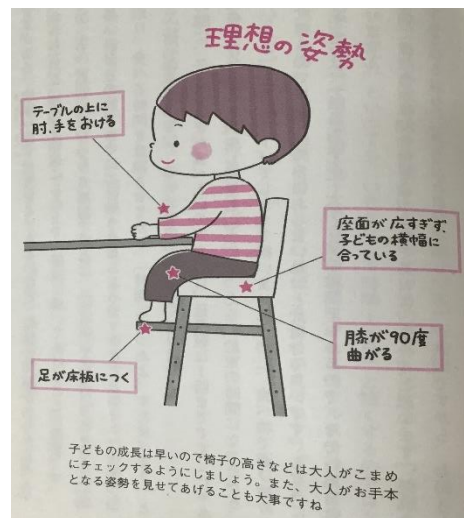 理想の姿勢
テーブルの上に
肘、手をおける
座面が広すぎず、
子どもの横幅に
合っている
膝が90度
曲がる
足が床板につく
子どもの成長は早いので椅子の高さなどは大人がこまめ
にチェックするようにしましょう。また、大人がお手本
となる姿勢を見せてあげることも大事ですね